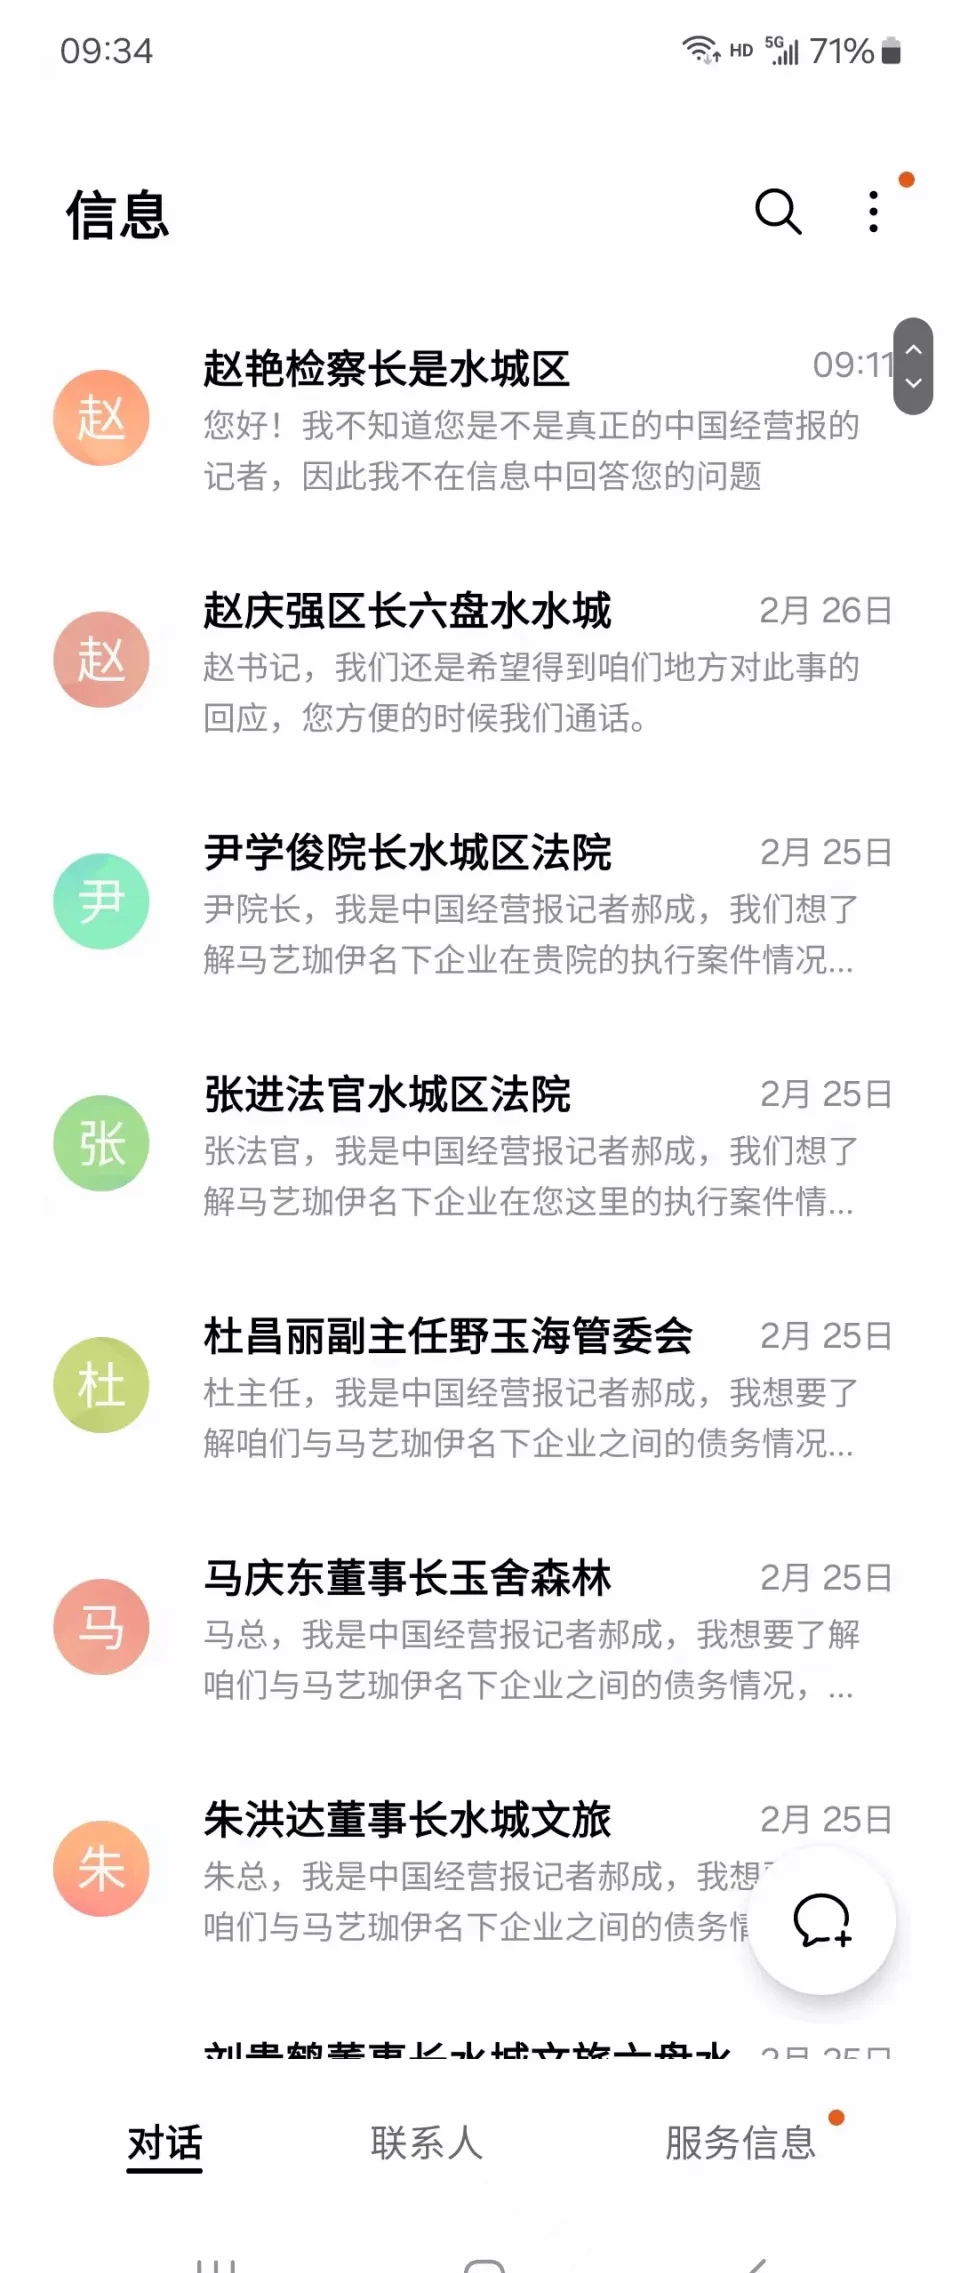 09:34
HD 5G 71%
信息
赵艳检察长是水城区
09:11
赵
您好！我不知道您是不是真正的中国经营报的
记者，因此我不在信息中回答您的问题
赵庆强区长六盘水水城
2月 26日
赵
赵书记，我们还是希望得到咱们地方对此事的
回应，您方便的时候我们通话。
尹学俊院长水城区法院
2月 25日
尹
尹院长，我是中国经营报记者郝成，我们想了
解马艺珈伊名下企业在贵院的执行案件情况...
张进法官水城区法院
2月 25日
张
张法官，我是中国经营报记者郝成，我们想了
解马艺珈伊名下企业在您这里的执行案件情...
杜昌丽副主任野玉海管委会
2月 25日
杜
杜主任，我是中国经营报记者郝成，我想要了
解咱们与马艺珈伊名下企业之间的债务情况...
马庆东董事长玉舍森林
2月 25日
马
马总，我是中国经营报记者郝成，我想要了解
咱们与马艺珈伊名下企业之间的债务情况，...
朱洪达董事长水城文旅
2月 25日
朱
朱总，我是中国经营报记者郝成，我想
咱们与马艺珈伊名下企业之间的债务
刘贵鹤董事长水城文旅六盘水
2月 25日
对话
联系人
服务信息